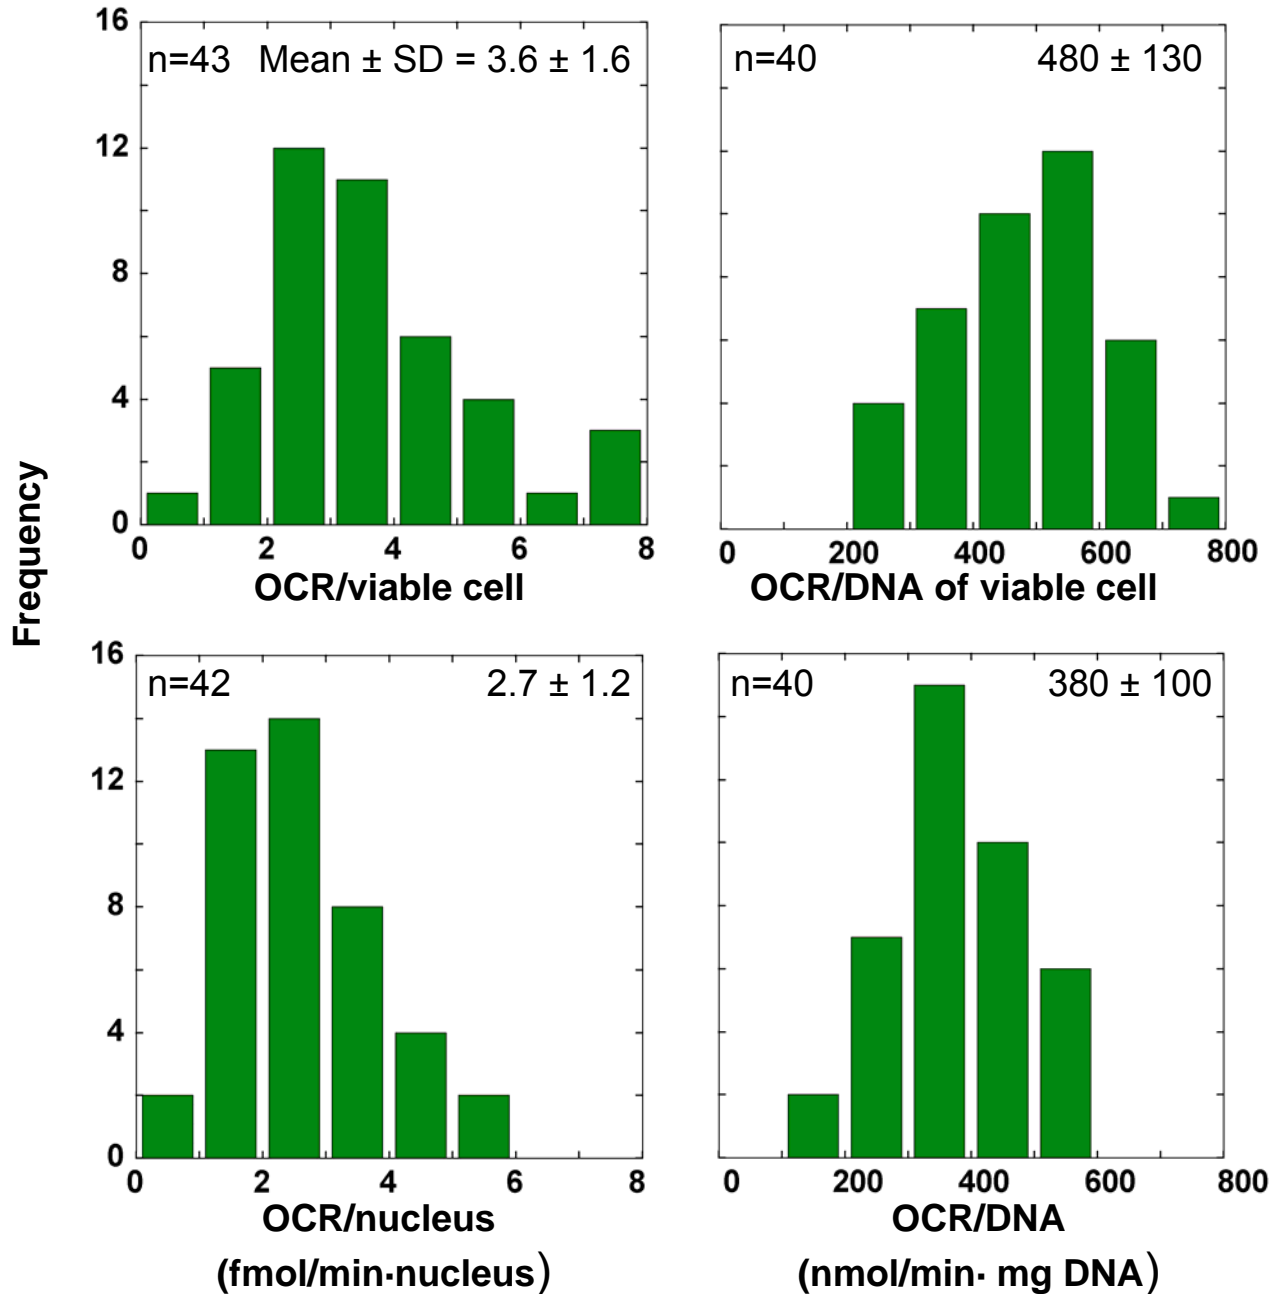 n=43 Mean ± SD = 3.6 ± 1.6
16
12
8
4
0
0 2 4 6 8
OCR/viable cell
n=40 480 ± 130
0 200 400 600 800
OCR/DNA of viable cell
Frequency
n=42 2.7 ± 1.2
16
12
8
4
0
0 2 4 6 8
OCR/nucleus
(fmol/min·nucleus)
n=40 380 ± 100
0 200 400 600 800
OCR/DNA
(nmol/min· mg DNA)